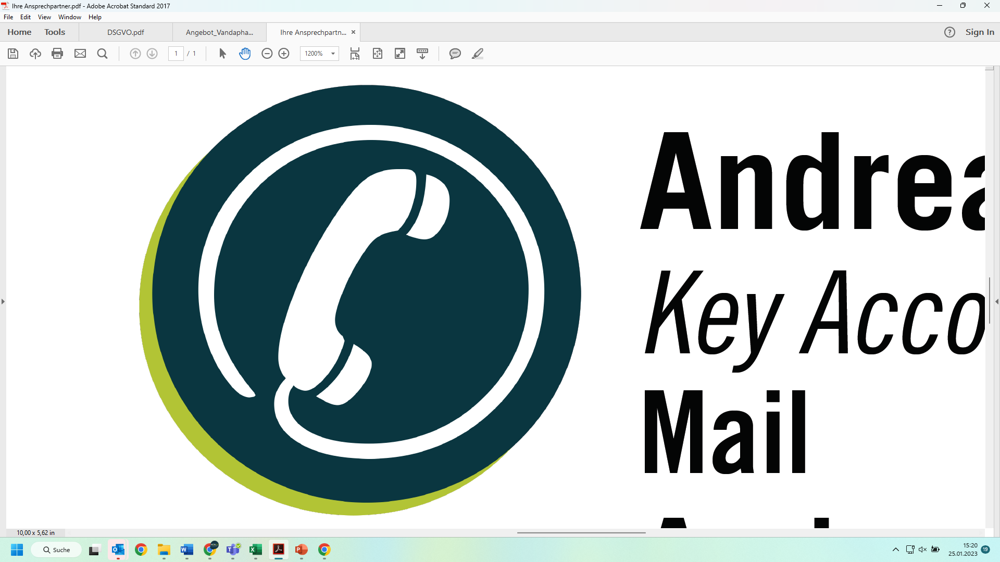 Ihre Ansprechpartner.pdf - Adobe Acrobat Standard 2017
File Edit View Window Help
Home Tools DSGVO.pdf Angebot_Vandapha... Ihre Ansprechpartn... Sign In
1 / 1 1200%
Andrea
Key Acco
Mail
10,00 x 5,62 in
Suche
15:20
25.01.2023
19